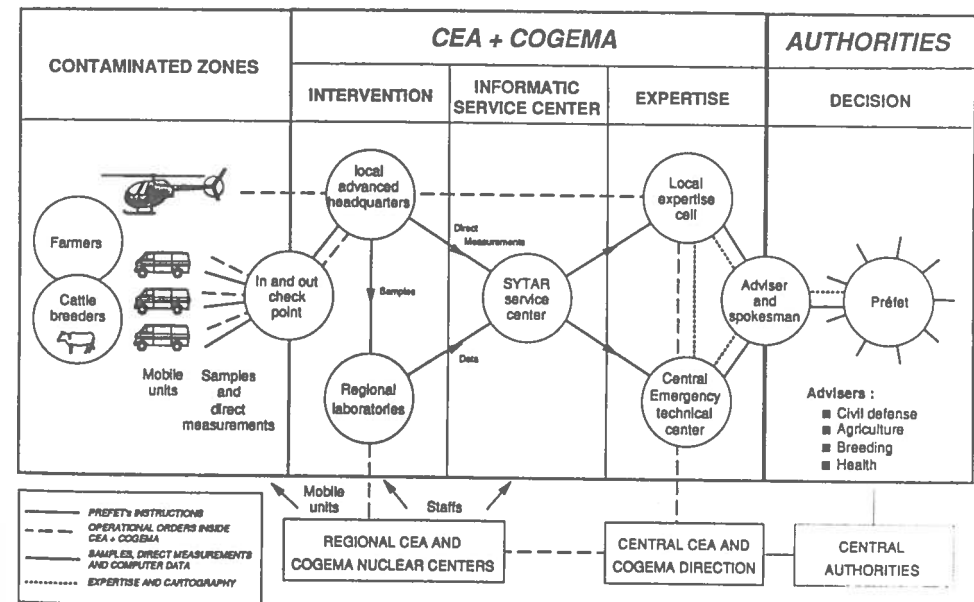 CEA + COGEMA
AUTHORITIES
CONTAMINATED ZONES
INTERVENTION
INFORMATIC
SERVICE CENTER
EXPERTISE
DECISION
local
advanced
headquarters
Local
expertise
cell
Farmers
Direct
Measurements
Cattle
breeders
In and out
check
point
Samples
SYTAR
service
center
Adviser
and
spokesman
Préfet
Data
Mobile
units
Samples
and
direct
measurements
Regional
laboratories
Central
Emergency
technical
center
Advisers :
Civil defense
Agriculture
Breeding
Health
Mobile
units
Staffs
PREFET's INSTRUCTIONS
OPERATIONAL ORDERS INSIDE
CEA + COGEMA
SAMPLES, DIRECT MEASUREMENTS
AND COMPUTER DATA
EXPERTISE AND CARTOGRAPHY
REGIONAL CEA AND
COGEMA NUCLEAR CENTERS
CENTRAL CEA AND
COGEMA DIRECTION
CENTRAL
AUTHORITIES